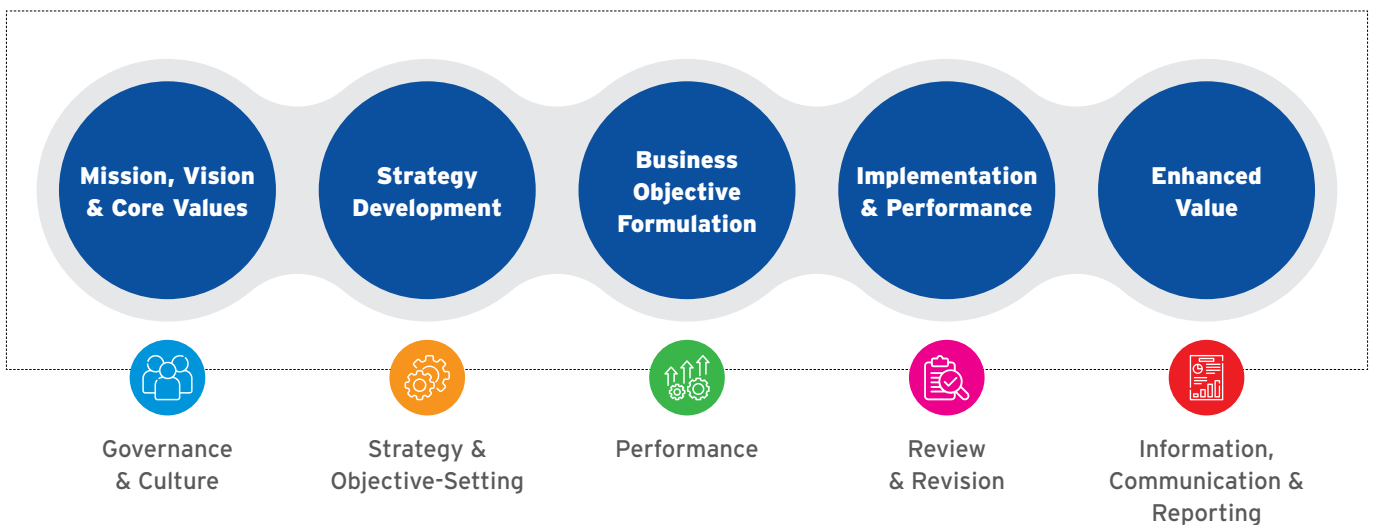 Mission, Vision
& Core Values
Strategy
Development
Business
Objective
Formulation
Implementation
& Performance
Enhanced
Value
Governance
& Culture
Strategy &
Objective-Setting
Performance
Review
& Revision
Information,
Communication &
Reporting